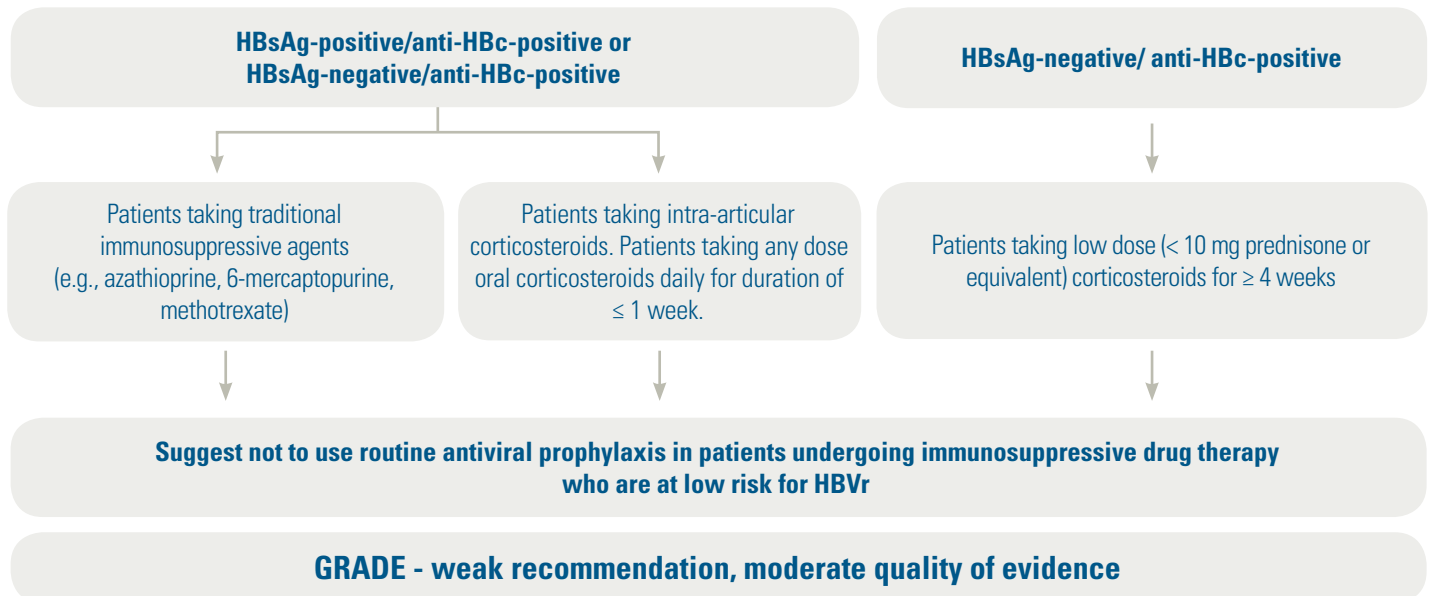 HBsAg-positive/anti-HBc-positive or
HBsAg-negative/anti-HBc-positive
HBsAg-negative/ anti-HBc-positive
Patients taking traditional
immunosuppressive agents
(e.g., azathioprine, 6-mercaptopurine,
methotrexate)
Patients taking intra-articular
corticosteroids. Patients taking any dose
oral corticosteroids daily for duration of
≤ 1 week.
Patients taking low dose (< 10 mg prednisone or
equivalent) corticosteroids for ≥ 4 weeks
Suggest not to use routine antiviral prophylaxis in patients undergoing immunosuppressive drug therapy
who are at low risk for HBVr
GRADE - weak recommendation, moderate quality of evidence